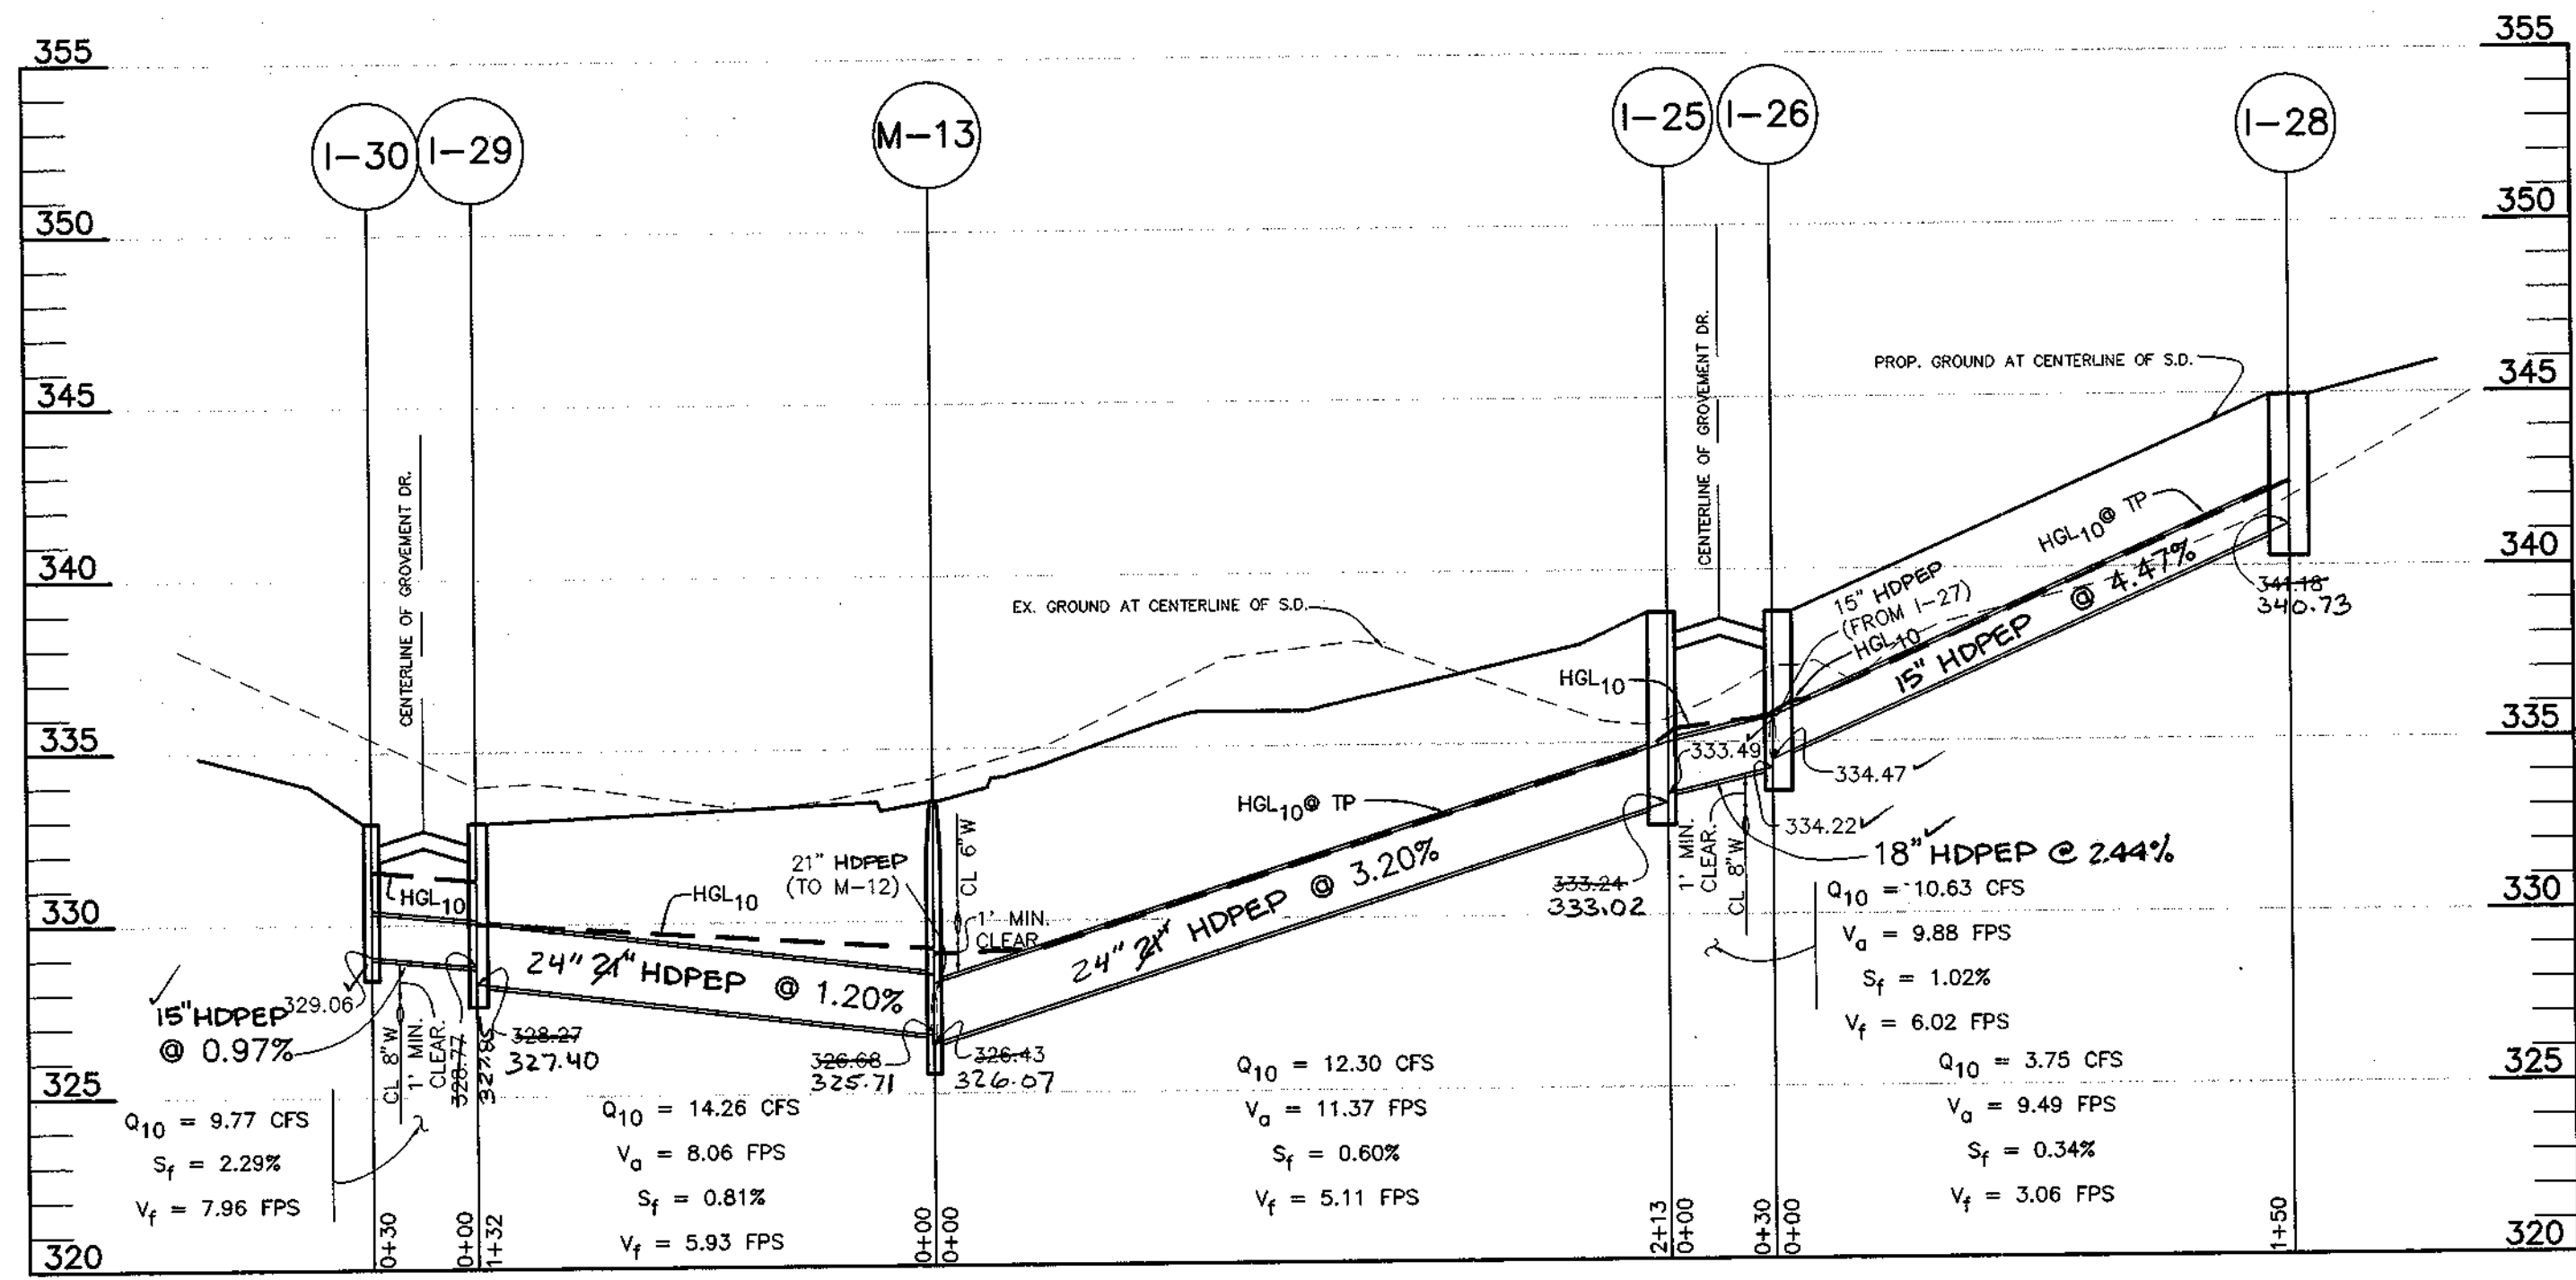 355
355
I-30
I-29
M-13
I-25
I-26
I-28
350
350
345
345
340
340
335
335
330
330
325
325
320
320
CENTERLINE OF GROVEMENT DR.
CENTERLINE OF GROVEMENT DR.
PROP. GROUND AT CENTERLINE OF S.D.
EX. GROUND AT CENTERLINE OF S.D.
HGL10 @ TP
15" HDPEP
(FROM I-27)
HGL10
15" HDPEP @ 4.47%
341.18
340.73
HGL10
333.49
334.47
334.22
18" HDPEP @ 2.44%
333.24
333.02
1' MIN.
CLEAR.
CL 8"W
HGL10 @ TP
24" 21" HDPEP @ 3.20%
21" HDPEP
(TO M-12)
CL 6"W
1' MIN.
CLEAR
HGL10
HGL10
24" 21" HDPEP @ 1.20%
329.06
15" HDPEP
@ 0.97%
CL 8"W
1' MIN.
CLEAR.
328.77
327.85
328.27
327.40
326.68
325.71
326.43
326.07
Q10 = 9.77 CFS
Sf = 2.29%
Vf = 7.96 FPS
Q10 = 14.26 CFS
Va = 8.06 FPS
Sf = 0.81%
Vf = 5.93 FPS
Q10 = 12.30 CFS
Va = 11.37 FPS
Sf = 0.60%
Vf = 5.11 FPS
Q10 = 10.63 CFS
Va = 9.88 FPS
Sf = 1.02%
Vf = 6.02 FPS
Q10 = 3.75 CFS
Va = 9.49 FPS
Sf = 0.34%
Vf = 3.06 FPS
0+30
0+00
1+32
0+00
0+00
2+13
0+00
0+30
0+00
1+50